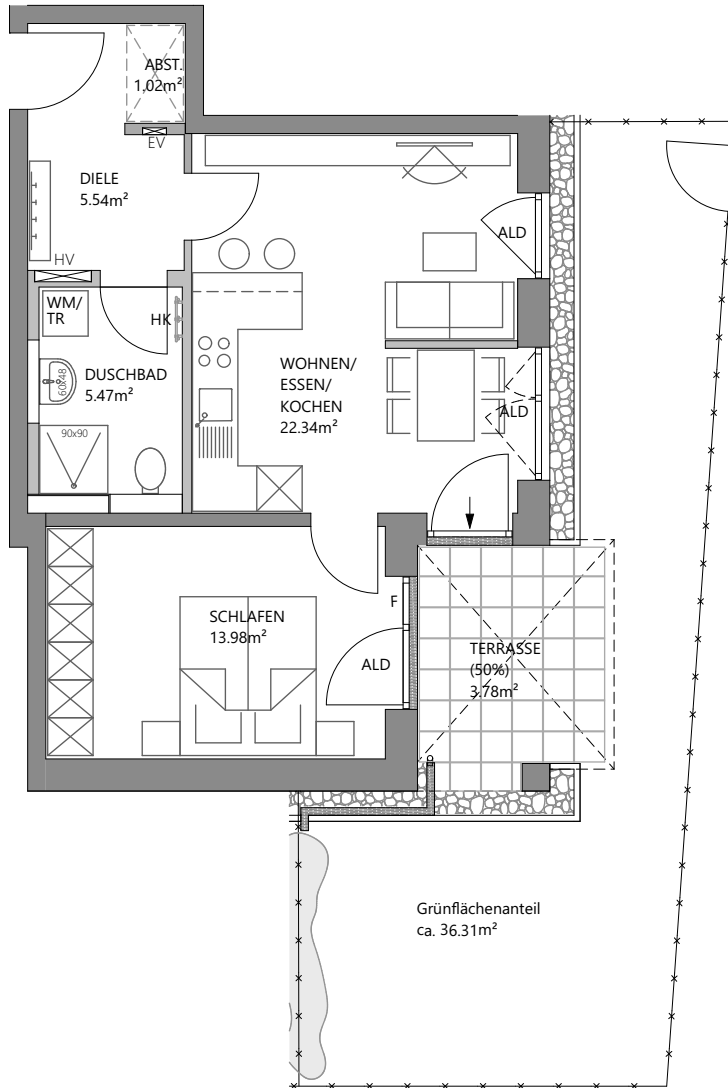 ABST.
1,02m²
EV
DIELE
5.54m²
HV
ALD
WM/
TR
HK
60x48
DUSCHBAD
5.47m²
WOHNEN/
ESSEN/
KOCHEN
22.34m²
ALD
90x90
F
SCHLAFEN
13.98m²
ALD
TERRASSE
(50%)
3.78m²
Grünflächenanteil
ca. 36.31m²